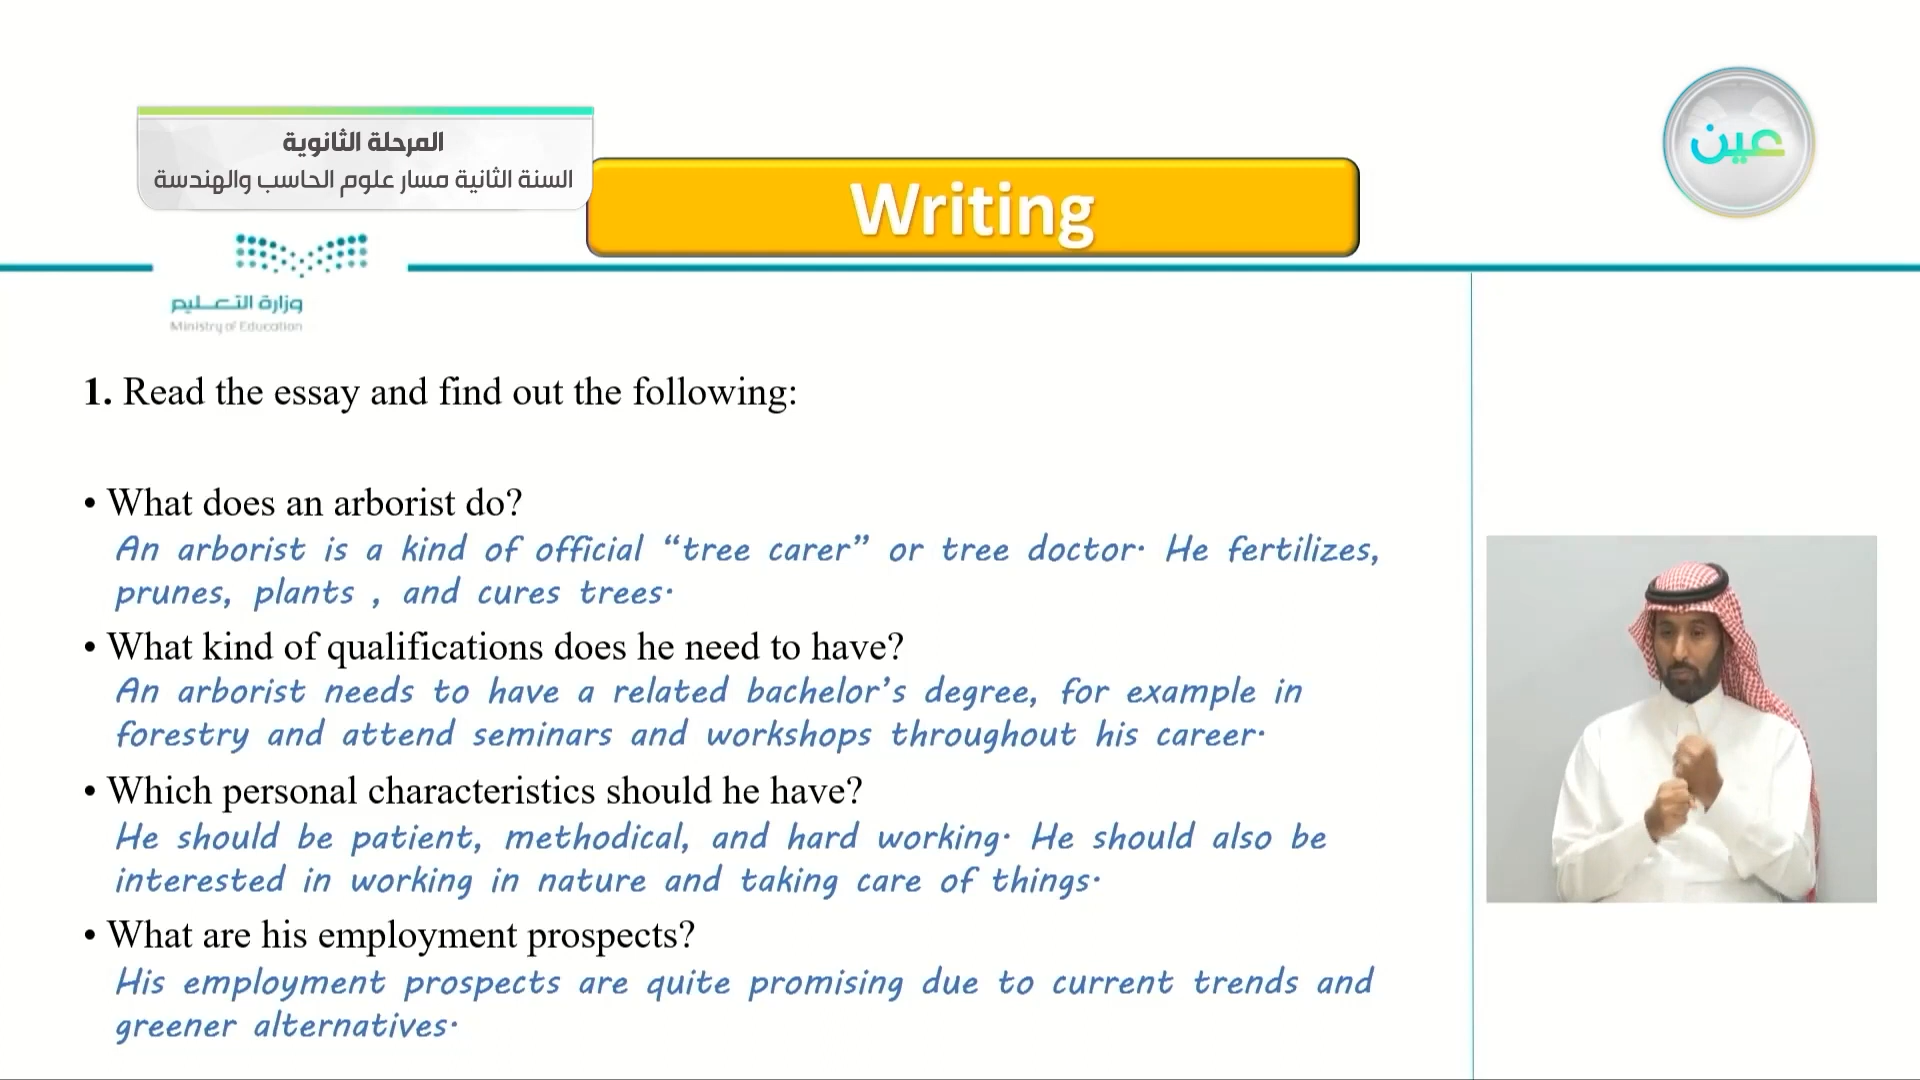 المرحلة الثانوية
السنة الثانية مسار علوم الحاسب والهندسة
Writing
عين
وزارة التعليم
Ministry of Education
1. Read the essay and find out the following:
• What does an arborist do?
An arborist is a kind of official “tree carer” or tree doctor. He fertilizes,
prunes, plants , and cures trees.
• What kind of qualifications does he need to have?
An arborist needs to have a related bachelor’s degree, for example in
forestry and attend seminars and workshops throughout his career.
• Which personal characteristics should he have?
He should be patient, methodical, and hard working. He should also be
interested in working in nature and taking care of things.
• What are his employment prospects?
His employment prospects are quite promising due to current trends and
greener alternatives.